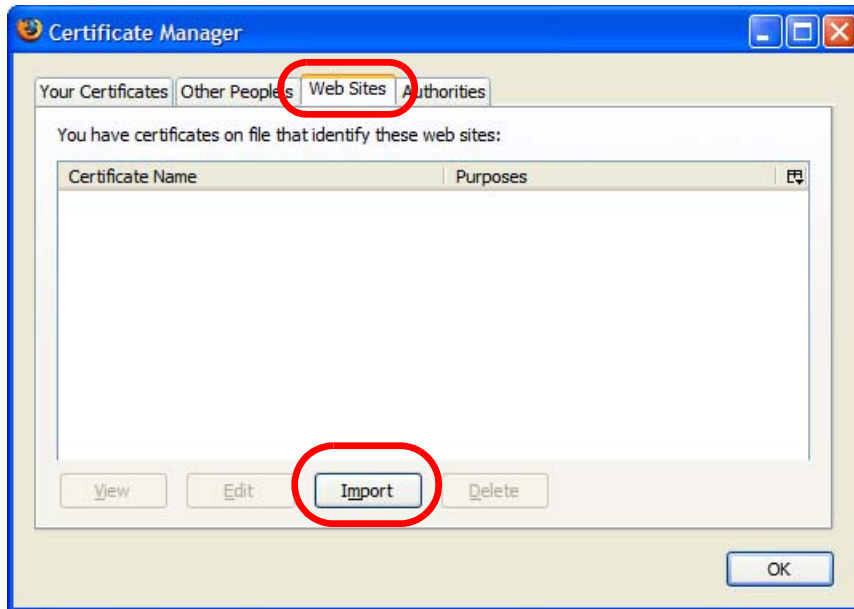 Certificate Manager
Your Certificates Other People's Web Sites Authorities
You have certificates on file that identify these web sites:
Certificate Name Purposes
View Edit Import Delete
OK